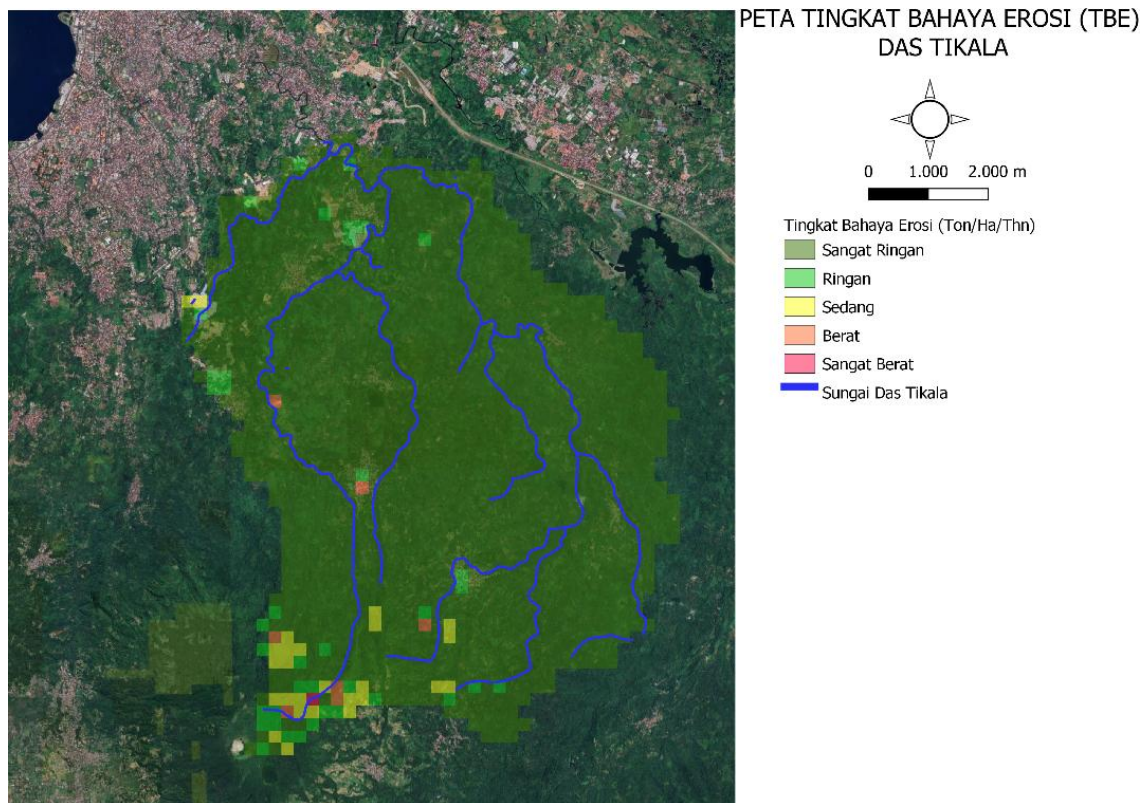 PETA TINGKAT BAHAYA EROSI (TBE)
DAS TIKALA
0 1.000 2.000 m
Tingkat Bahaya Erosi (Ton/Ha/Thn)
Sangat Ringan
Ringan
Sedang
Berat
Sangat Berat
Sungai Das Tikala